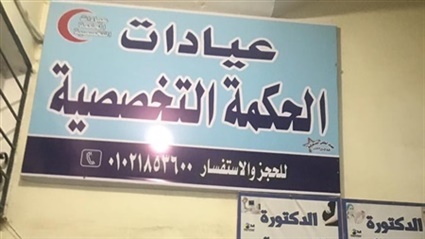 عيادات
الحكمة التخصصية
للحجز والاستفسار ٠١٠٢١٨٥٣٦٠٠
الدكتورة
الدكتورة